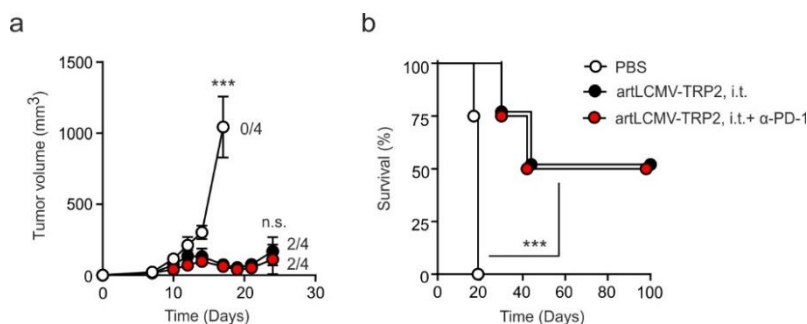 a
Tumor volume (mm³)
1500
1000
500
0
***
0/4
n.s.
2/4
2/4
0
10
20
30
Time (Days)
b
Survival (%)
100
75
50
25
0
***
0
20
40
60
80
100
Time (Days)
PBS
artLCMV-TRP2, i.t.
artLCMV-TRP2, i.t.+ α-PD-1